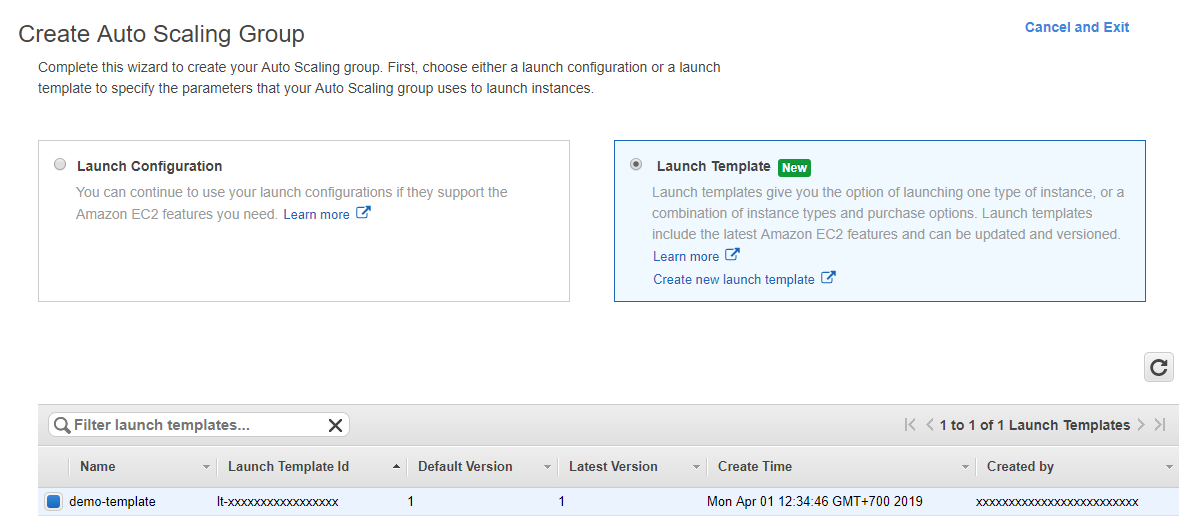 Create Auto Scaling Group
Cancel and Exit
Complete this wizard to create your Auto Scaling group. First, choose either a launch configuration or a launch
template to specify the parameters that your Auto Scaling group uses to launch instances.
Launch Configuration
You can continue to use your launch configurations if they support the
Amazon EC2 features you need. Learn more
Launch Template New
Launch templates give you the option of launching one type of instance, or a
combination of instance types and purchase options. Launch templates
include the latest Amazon EC2 features and can be updated and versioned.
Learn more
Create new launch template
Filter launch templates...
1 to 1 of 1 Launch Templates
Name Launch Template Id Default Version Latest Version Create Time Created by
demo-template lt-xxxxxxxxxxxxxxxxx 1 1 Mon Apr 01 12:34:46 GMT+700 2019 xxxxxxxxxxxxxxxxxxxxxxxxx